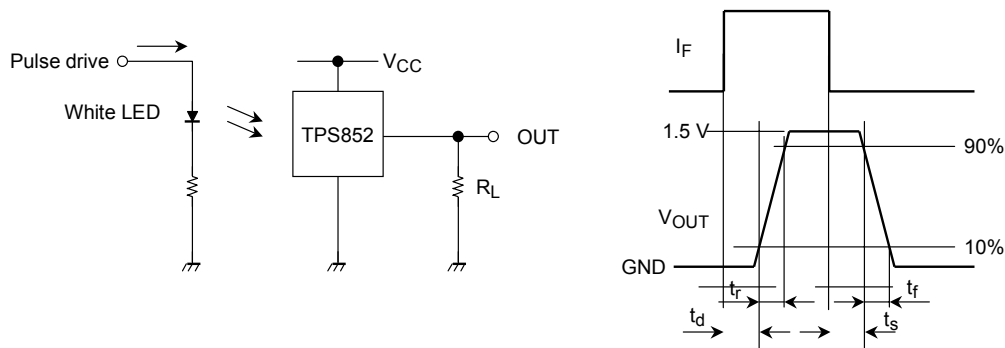 Pulse drive
White LED
V_CC
TPS852
OUT
R_L
I_F
1.5 V
90%
V_OUT
10%
GND
t_r
t_f
t_d
t_s